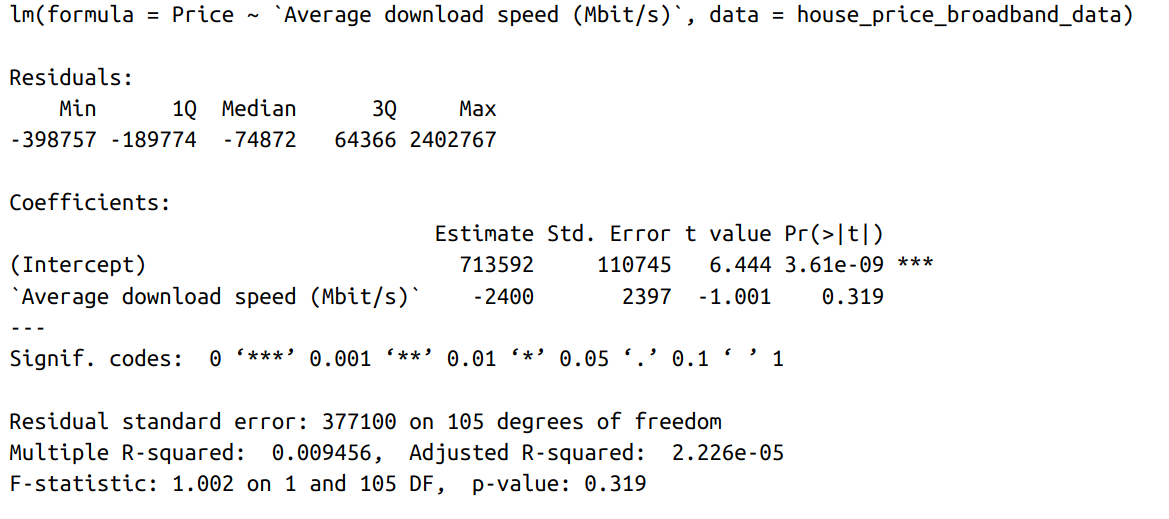 lm(formula = Price ~ `Average download speed (Mbit/s)`, data = house_price_broadband_data)
Residuals:
Min 1Q Median 3Q Max
-398757 -189774 -74872 64366 2402767
Coefficients:
Estimate Std. Error t value Pr(>|t|)
(Intercept) 713592 110745 6.444 3.61e-09 ***
`Average download speed (Mbit/s)` -2400 2397 -1.001 0.319
---
Signif. codes: 0 ‘***’ 0.001 ‘**’ 0.01 ‘*’ 0.05 ‘.’ 0.1 ‘ ’ 1
Residual standard error: 377100 on 105 degrees of freedom
Multiple R-squared: 0.009456, Adjusted R-squared: 2.226e-05
F-statistic: 1.002 on 1 and 105 DF, p-value: 0.319